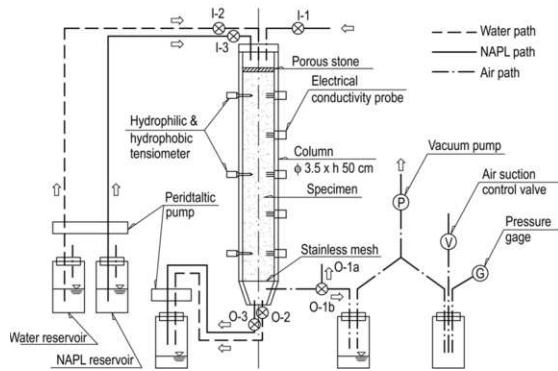 I-2
I-1
I-3
Water path
NAPL path
Air path
Porous stone
Electrical
conductivity probe
Hydrophilic &
hydrophobic
tensiometer
Column
ϕ 3.5 x h 50 cm
Specimen
Vacuum pump
Air suction
control valve
Pressure
gage
P
V
G
Peridtaltic
pump
Stainless mesh
O-1a
O-1b
O-3
O-2
Water reservoir
NAPL reservoir